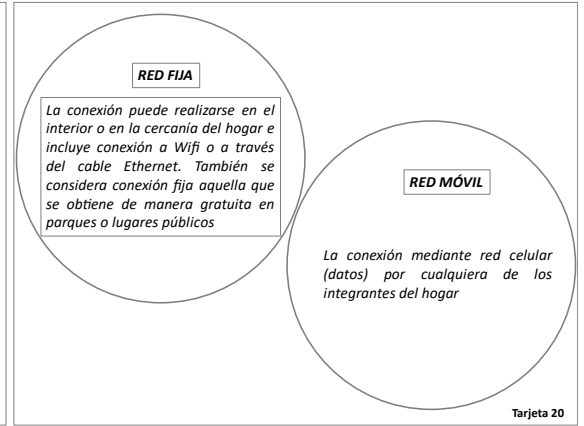 RED FIJA
La conexión puede realizarse en el
interior o en la cercanía del hogar e
incluye conexión a Wifi o a través
del cable Ethernet. También se
considera conexión fija aquella que
se obtiene de manera gratuita en
parques o lugares públicos
RED MÓVIL
La conexión mediante red celular
(datos) por cualquiera de los
integrantes del hogar
Tarjeta 20